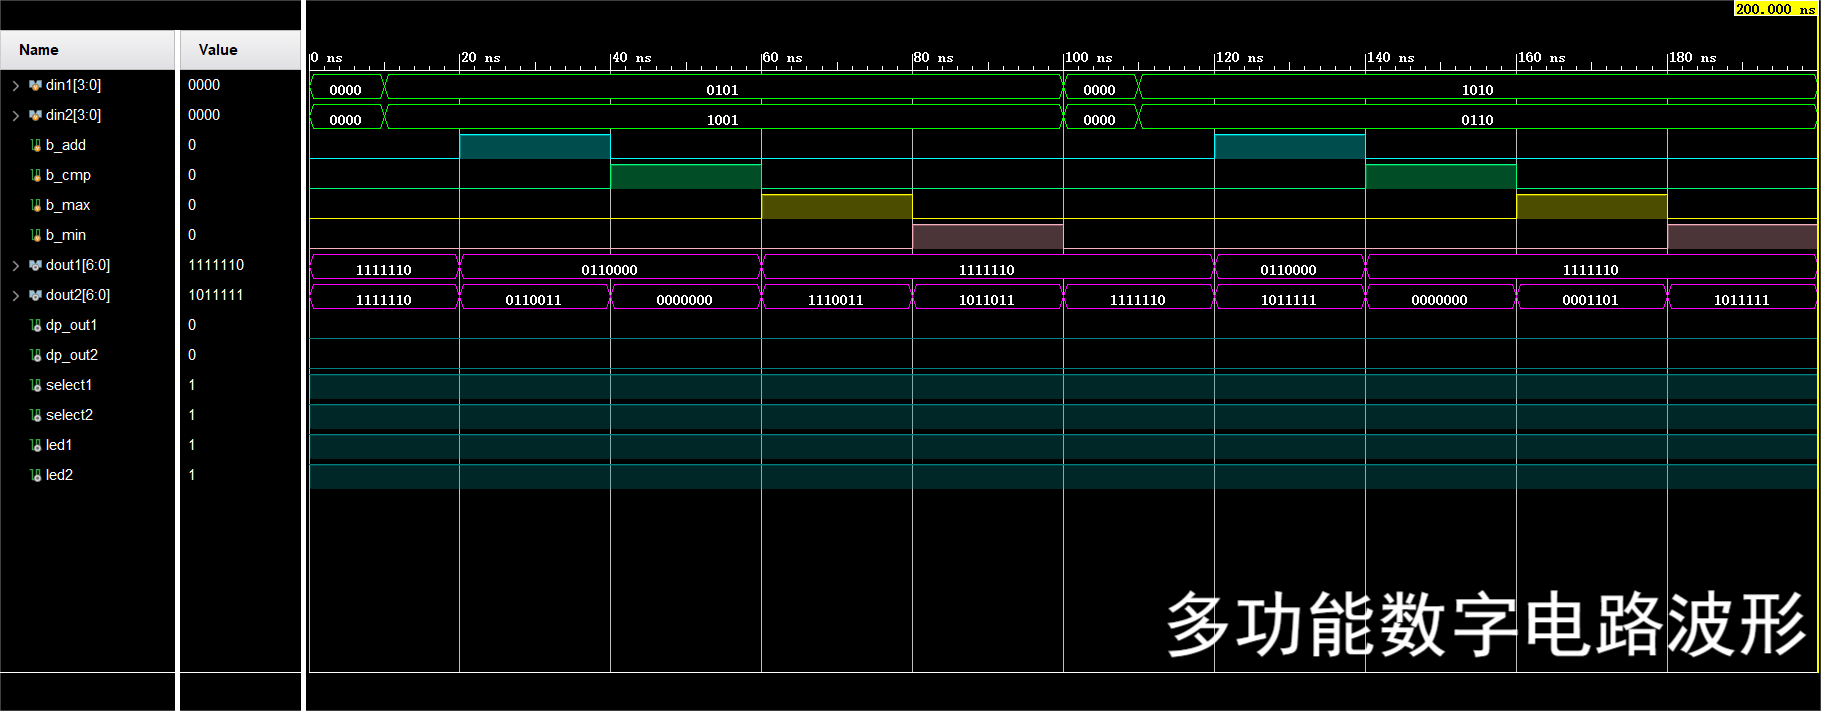 200.000 ns
Name Value
0 ns 20 ns 40 ns 60 ns 80 ns 100 ns 120 ns 140 ns 160 ns 180 ns
din1[3:0] 0000 0000 0101 0000 1010
din2[3:0] 0000 0000 1001 0000 0110
b_add 0
b_cmp 0
b_max 0
b_min 0
dout1[6:0] 1111110 1111110 0110000 1111110 0110000 1111110
dout2[6:0] 1011111 1111110 0110011 0000000 1110011 1011011 1111110 1011111 0000000 0001101 1011111
dp_out1 0
dp_out2 0
select1 1
select2 1
led1 1
led2 1
多功能数字电路波形